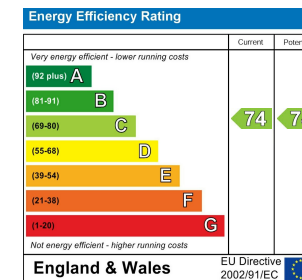 Energy Efficiency Rating
Current
Very energy efficient - lower running costs
(92 plus) A
(81-91) B
(69-80) C 74
(55-68) D
(39-54) E
(21-38) F
(1-20) G
Not energy efficient - higher running costs
England & Wales
EU Directive
2002/91/EC